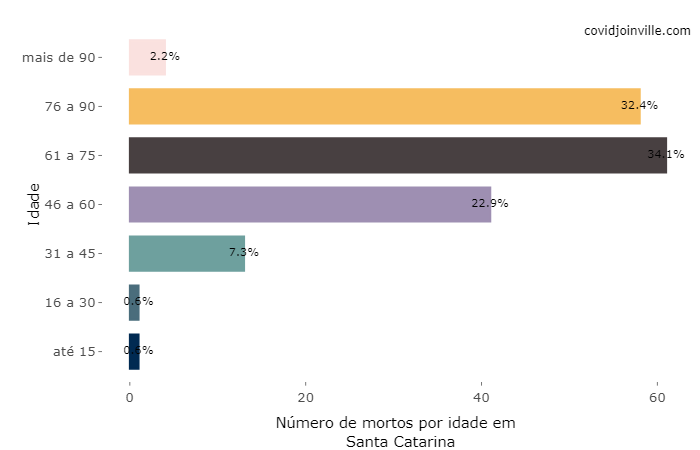 covidjoinville.com
mais de 90
2.2%
76 a 90
32.4%
61 a 75
34.1%
46 a 60
22.9%
31 a 45
7.3%
16 a 30
0.6%
até 15
0.6%
Idade
0 20 40 60
Número de mortos por idade em
Santa Catarina